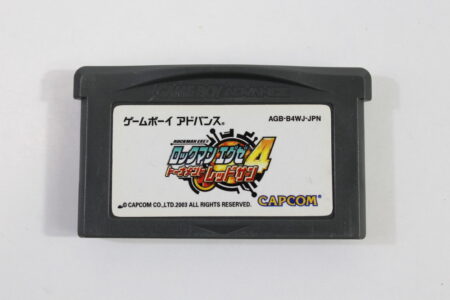 GAME BOY ADVANCE
ゲームボーイ アドバンス®
AGB-B4WJ-JPN
ROCKMAN EXE 4
ロックマン エグゼ 4
トーナメント レッドサン
© CAPCOM CO.,LTD.2003 ALL RIGHTS RESERVED.
CAPCOM